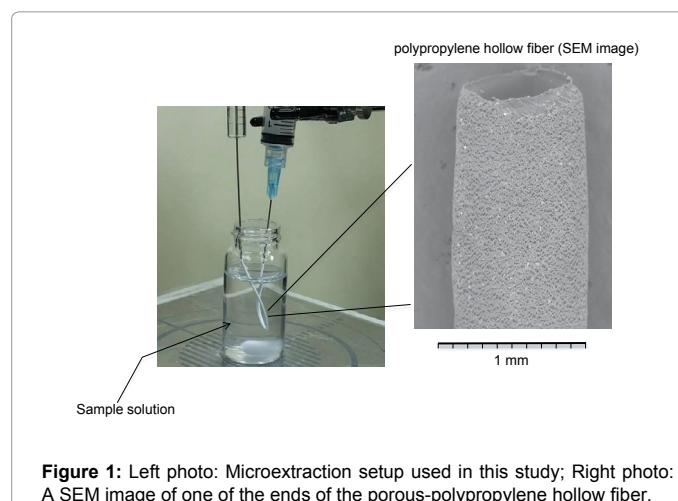 polypropylene hollow fiber (SEM image)
1 mm
Sample solution
Figure 1: Left photo: Microextraction setup used in this study; Right photo:
A SEM image of one of the ends of the porous-polypropylene hollow fiber.